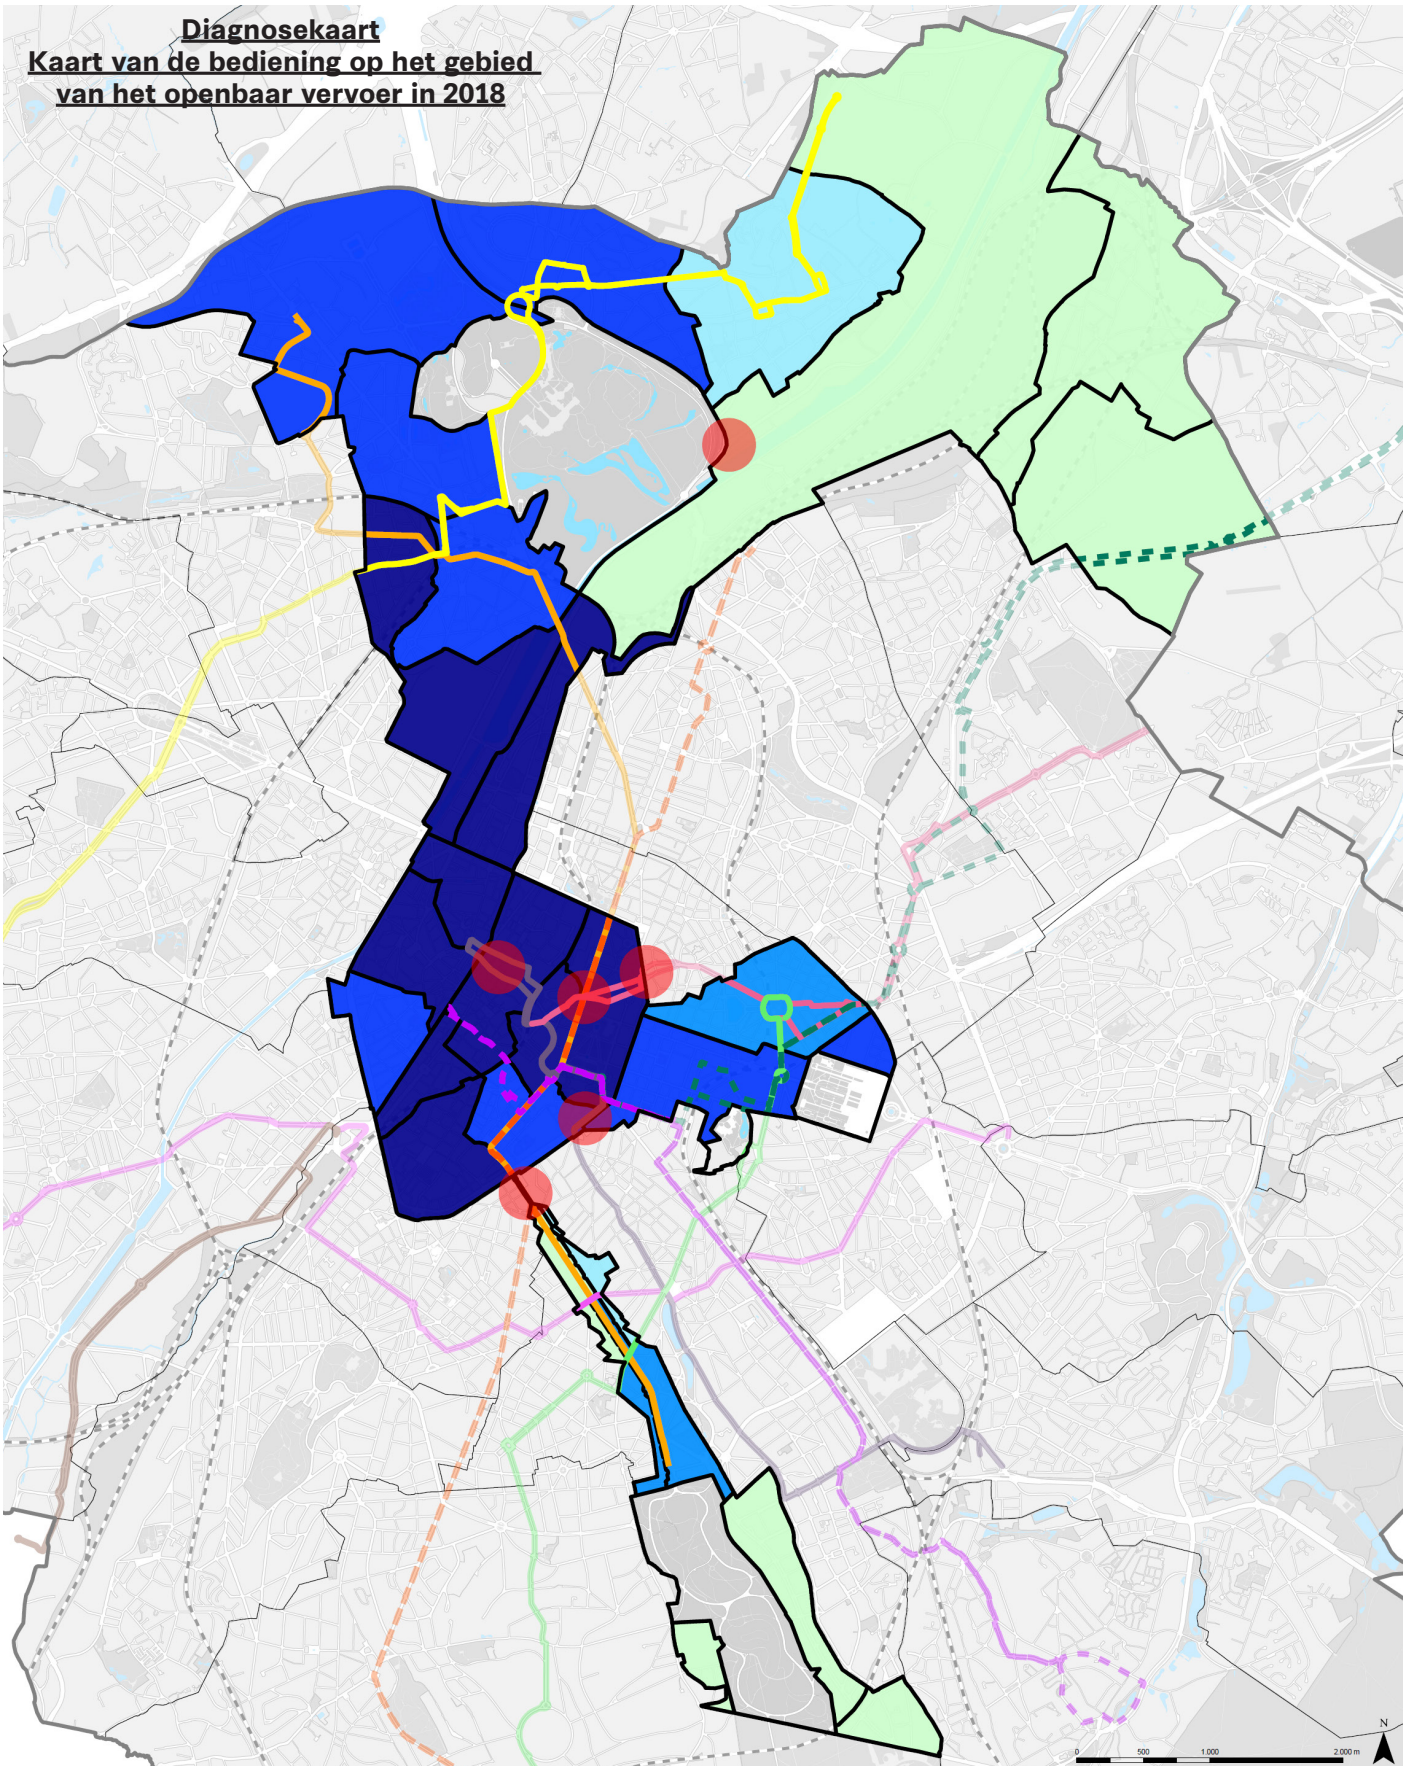 Diagnosekaart
Kaart van de bediening op het gebied
van het openbaar vervoer in 2018
N
0 500 1.000 2.000 m